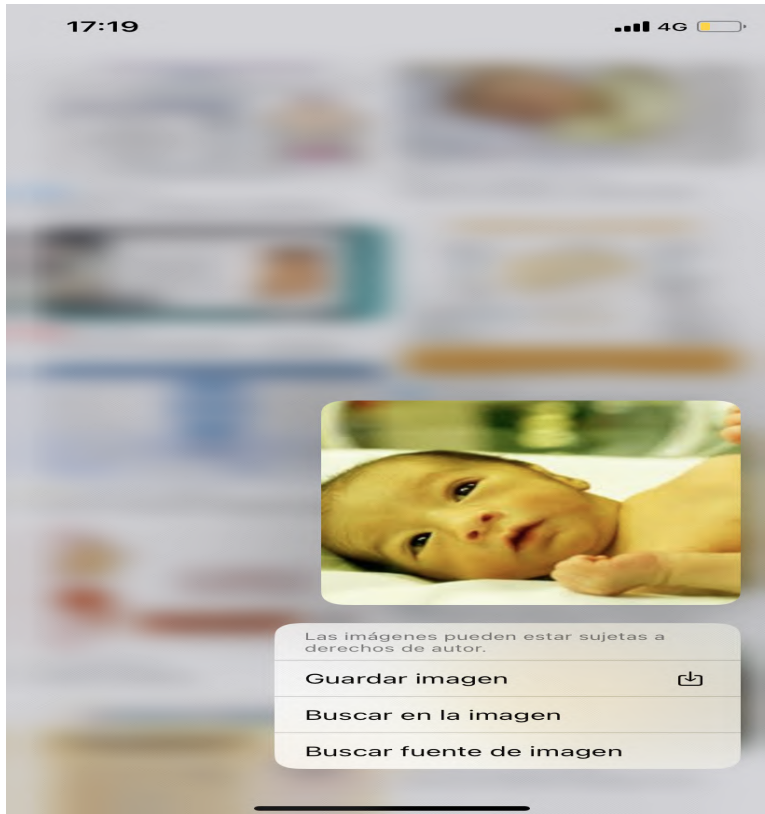 17:19
4G
Las imágenes pueden estar sujetas a
derechos de autor.
Guardar imagen
Buscar en la imagen
Buscar fuente de imagen